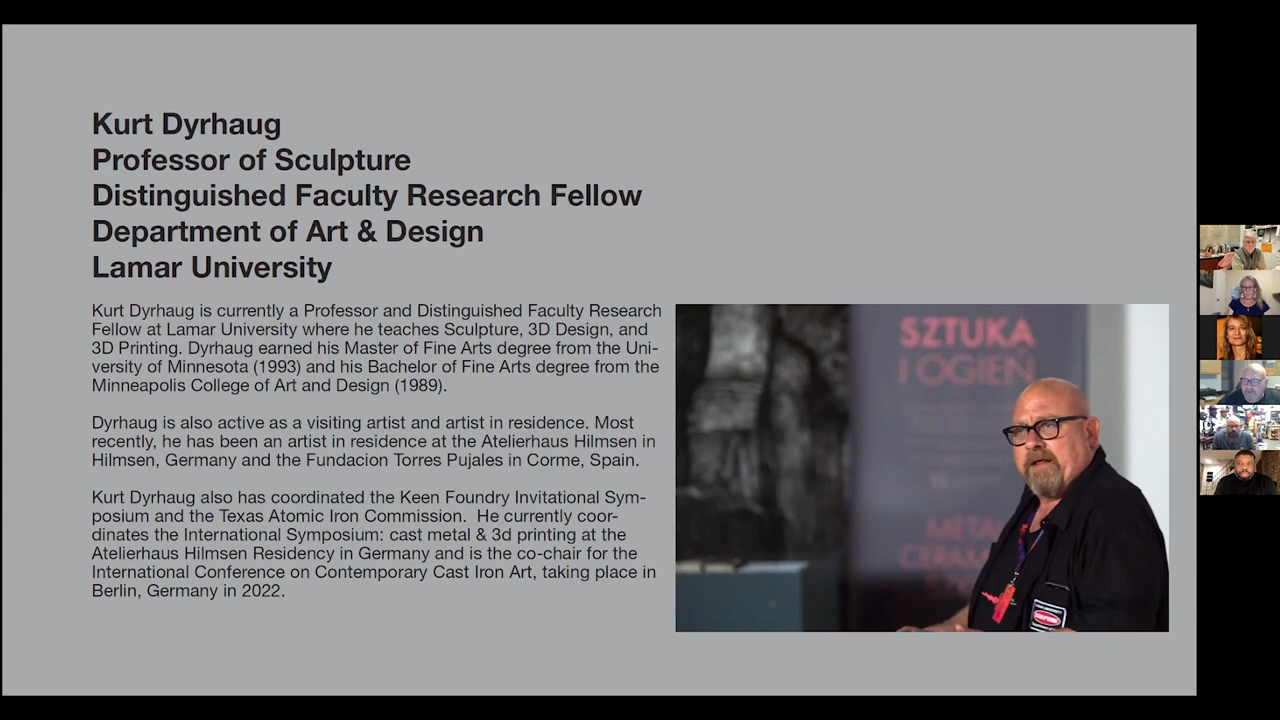 Kurt Dyrhaug
Professor of Sculpture
Distinguished Faculty Research Fellow
Department of Art & Design
Lamar University
Kurt Dyrhaug is currently a Professor and Distinguished Faculty Research
Fellow at Lamar University where he teaches Sculpture, 3D Design, and
3D Printing. Dyrhaug earned his Master of Fine Arts degree from the Uni-
versity of Minnesota (1993) and his Bachelor of Fine Arts degree from the
Minneapolis College of Art and Design (1989).
Dyrhaug is also active as a visiting artist and artist in residence. Most
recently, he has been an artist in residence at the Atelierhaus Hilmsen in
Hilmsen, Germany and the Fundacion Torres Pujales in Corme, Spain.
Kurt Dyrhaug also has coordinated the Keen Foundry Invitational Sym-
posium and the Texas Atomic Iron Commission.  He currently coor-
dinates the International Symposium: cast metal & 3d printing at the
Atelierhaus Hilmsen Residency in Germany and is the co-chair for the
International Conference on Contemporary Cast Iron Art, taking place in
Berlin, Germany in 2022.
SZTUKA
I OGIEŃ